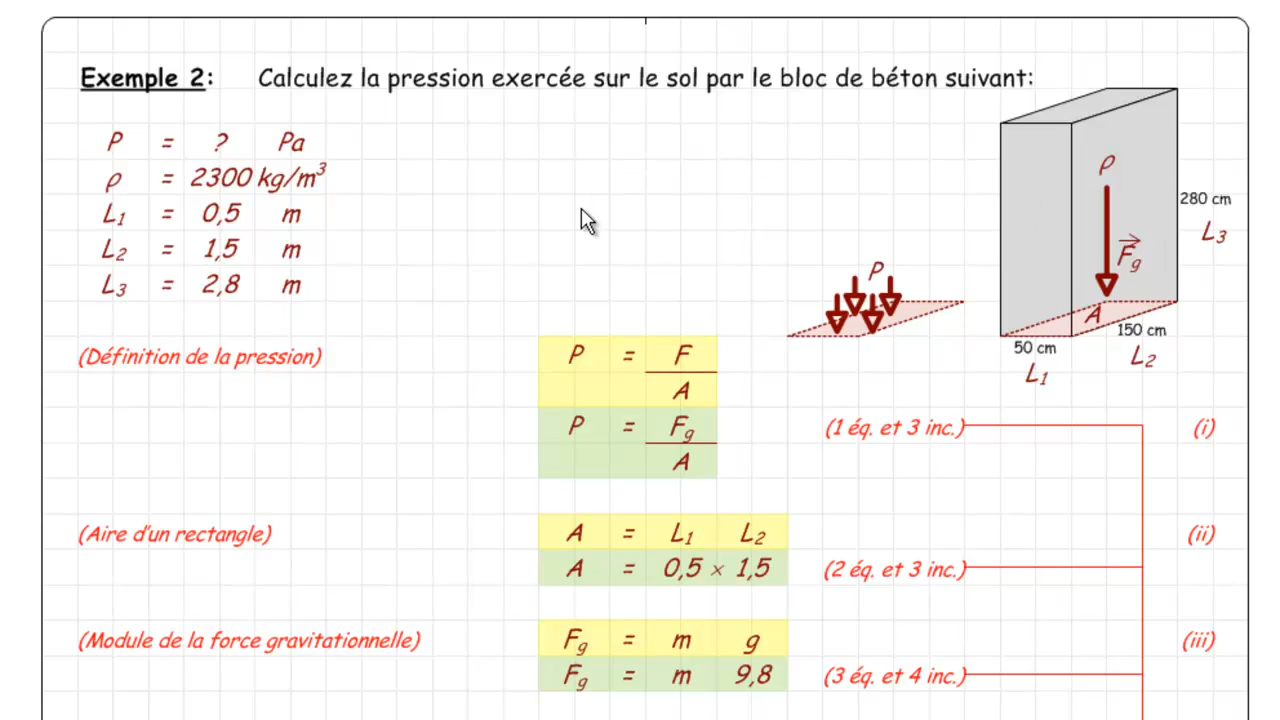 Exemple 2: Calculez la pression exercée sur le sol par le bloc de béton suivant:
P = ? Pa
ρ = 2300 kg/m³
L₁ = 0,5 m
L₂ = 1,5 m
L₃ = 2,8 m
ρ
280 cm
L₃
F⃗g
P
A
150 cm
L₂
50 cm
L₁
(Définition de la pression)
P = F
A
P = Fg
A
(1 éq. et 3 inc.)
(i)
(Aire d'un rectangle)
A = L₁ L₂
(ii)
A = 0,5 × 1,5
(2 éq. et 3 inc.)
(Module de la force gravitationnelle)
Fg = m g
(iii)
Fg = m 9,8
(3 éq. et 4 inc.)